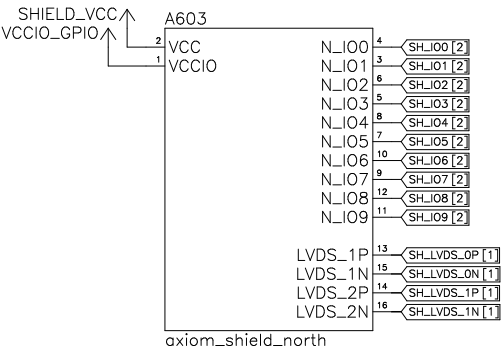 SHIELD_VCC
VCCIO_GPIO
A603
2 VCC
1 VCCIO
N_IO0 4 SH_IO0 [2]
N_IO1 3 SH_IO1 [2]
N_IO2 6 SH_IO2 [2]
N_IO3 5 SH_IO3 [2]
N_IO4 8 SH_IO4 [2]
N_IO5 7 SH_IO5 [2]
N_IO6 10 SH_IO6 [2]
N_IO7 9 SH_IO7 [2]
N_IO8 12 SH_IO8 [2]
N_IO9 11 SH_IO9 [2]
LVDS_1P 13 SH_LVDS_0P [1]
LVDS_1N 15 SH_LVDS_0N [1]
LVDS_2P 14 SH_LVDS_1P [1]
LVDS_2N 16 SH_LVDS_1N [1]
axiom_shield_north